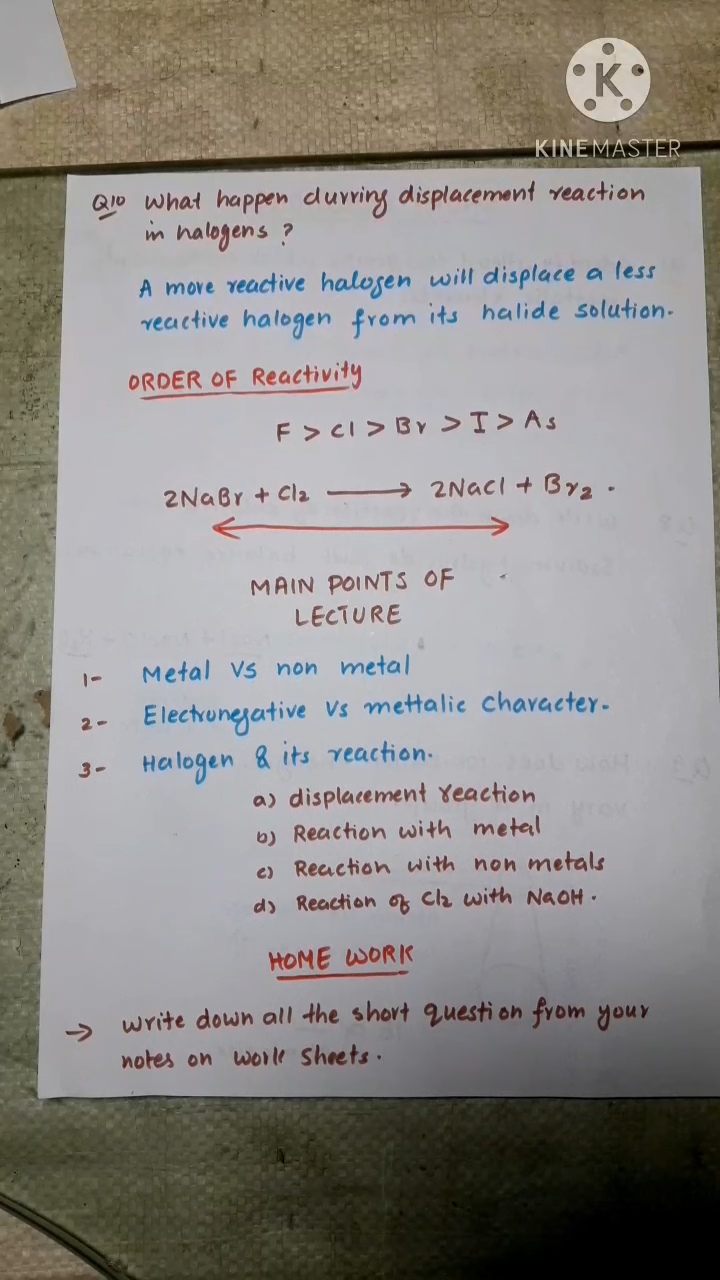 K
KINEMASTER
Q10 What happen durring displacement reaction
in halogens ?
A more reactive halogen will displace a less
reactive halogen from its halide solution.
ORDER OF Reactivity
F > Cl > Br > I > As
2NaBr + Cl2 → 2NaCl + Br2 .
MAIN POINTS OF
LECTURE
1- Metal Vs non metal
2- Electronegative Vs mettalic Character.
3- Halogen & its reaction.
a) displacement reaction
b) Reaction with metal
c) Reaction with non metals
d) Reaction of Cl2 with NaOH.
HOME WORK
→ Write down all the short question from your
notes on work sheets.